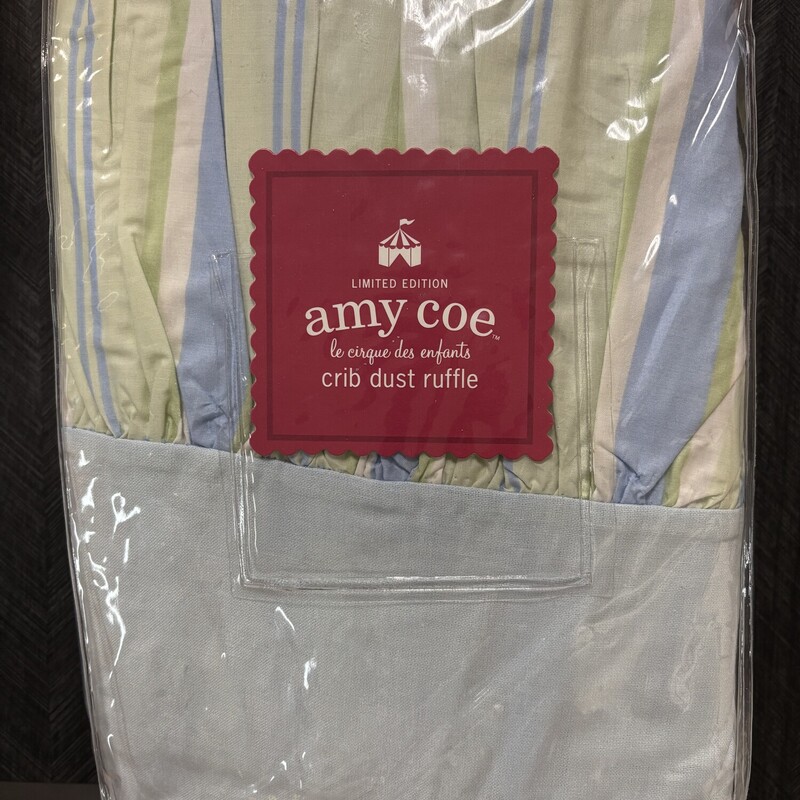 LIMITED EDITION
amy coe™
le cirque des enfants
crib dust ruffle